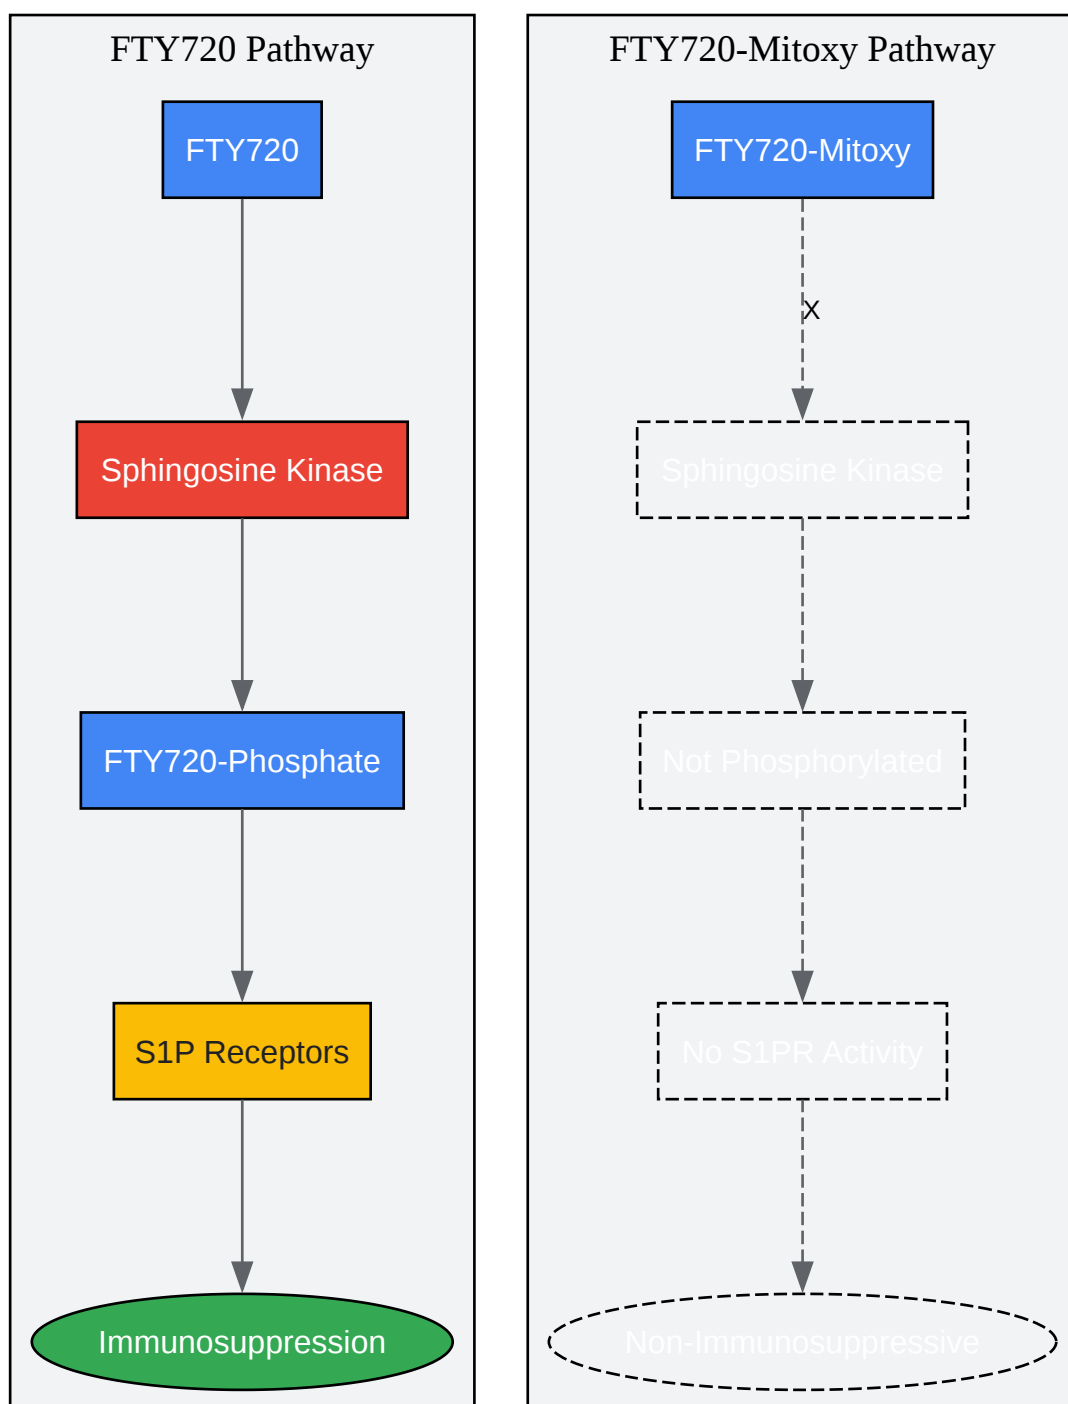 FTY720 Pathway
FTY720
Sphingosine Kinase
FTY720-Phosphate
S1P Receptors
Immunosuppression
FTY720-Mitoxy Pathway
FTY720-Mitoxy
X
Sphingosine Kinase
Not Phosphorylated
No S1PR Activity
Non-Immunosuppressive